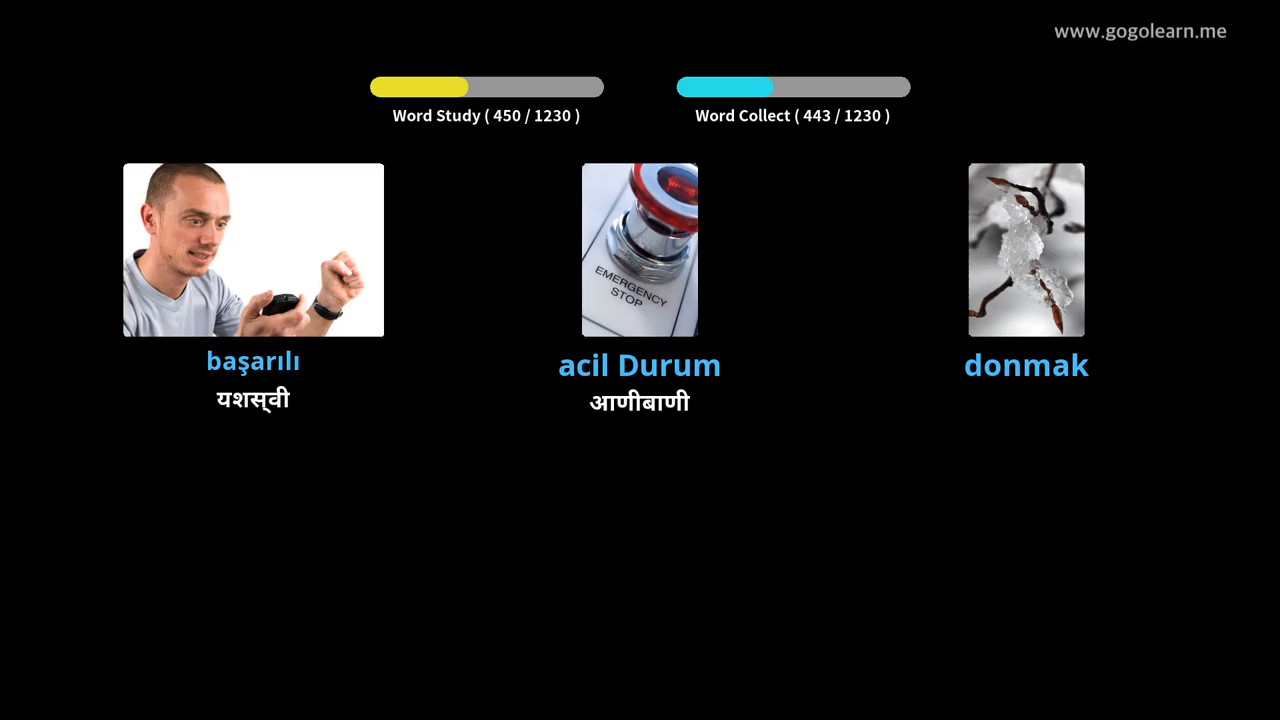 www.gogolearn.me
Word Study ( 450 / 1230 )
Word Collect ( 443 / 1230 )
EMERGENCY
STOP
başarılı
यशस्वी
acil Durum
आणीबाणी
donmak